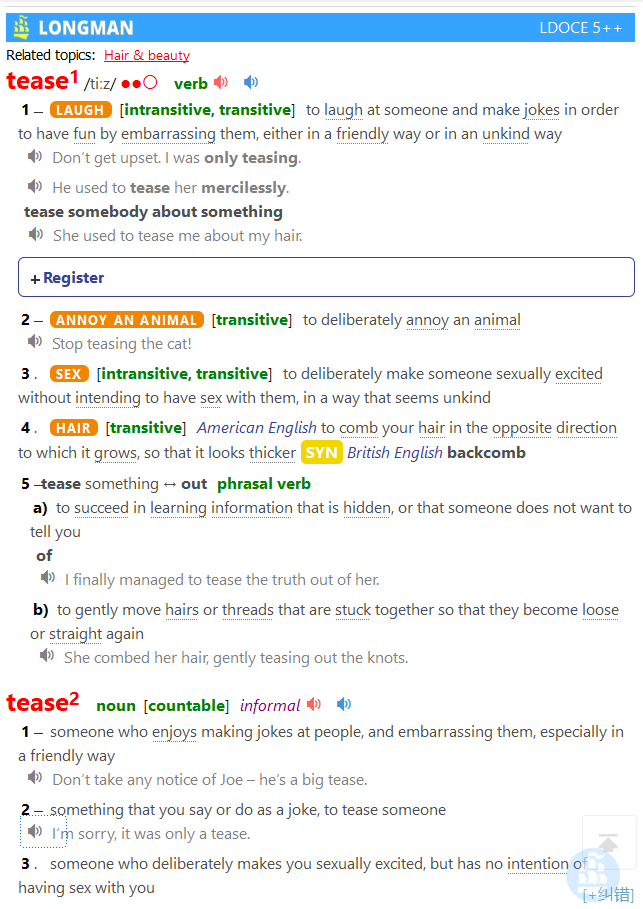 LONGMAN LDOCE 5++
Related topics: Hair & beauty
tease1 /tiːz/ ●●○ verb
1 – LAUGH [intransitive, transitive] to laugh at someone and make jokes in order
to have fun by embarrassing them, either in a friendly way or in an unkind way
Don’t get upset. I was only teasing.
He used to tease her mercilessly.
tease somebody about something
She used to tease me about my hair.
+Register
2 – ANNOY AN ANIMAL [transitive] to deliberately annoy an animal
Stop teasing the cat!
3 . SEX [intransitive, transitive] to deliberately make someone sexually excited
without intending to have sex with them, in a way that seems unkind
4 . HAIR [transitive] American English to comb your hair in the opposite direction
to which it grows, so that it looks thicker SYN British English backcomb
5 –tease something ↔ out phrasal verb
a) to succeed in learning information that is hidden, or that someone does not want to
tell you
of
I finally managed to tease the truth out of her.
b) to gently move hairs or threads that are stuck together so that they become loose
or straight again
She combed her hair, gently teasing out the knots.
tease2 noun [countable] informal
1 – someone who enjoys making jokes at people, and embarrassing them, especially in
a friendly way
Don’t take any notice of Joe – he’s a big tease.
2 – something that you say or do as a joke, to tease someone
I’m sorry, it was only a tease.
3 . someone who deliberately makes you sexually excited, but has no intention of
having sex with you
[+纠错]